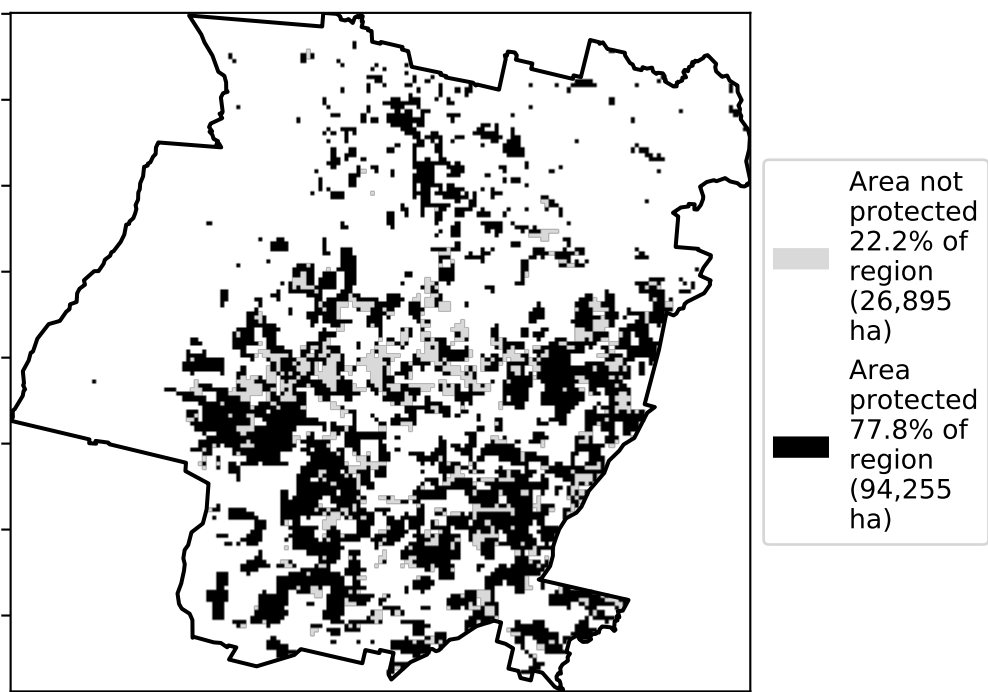 Area not
protected
22.2% of
region
(26,895
ha)
Area
protected
77.8% of
region
(94,255
ha)